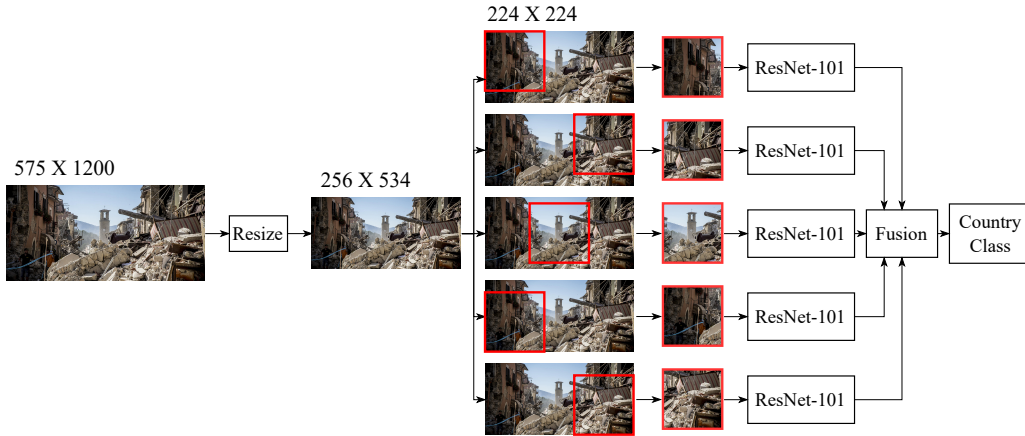 224 X 224
ResNet-101
ResNet-101
575 X 1200
256 X 534
Resize
ResNet-101
Fusion
Country
Class
ResNet-101
ResNet-101